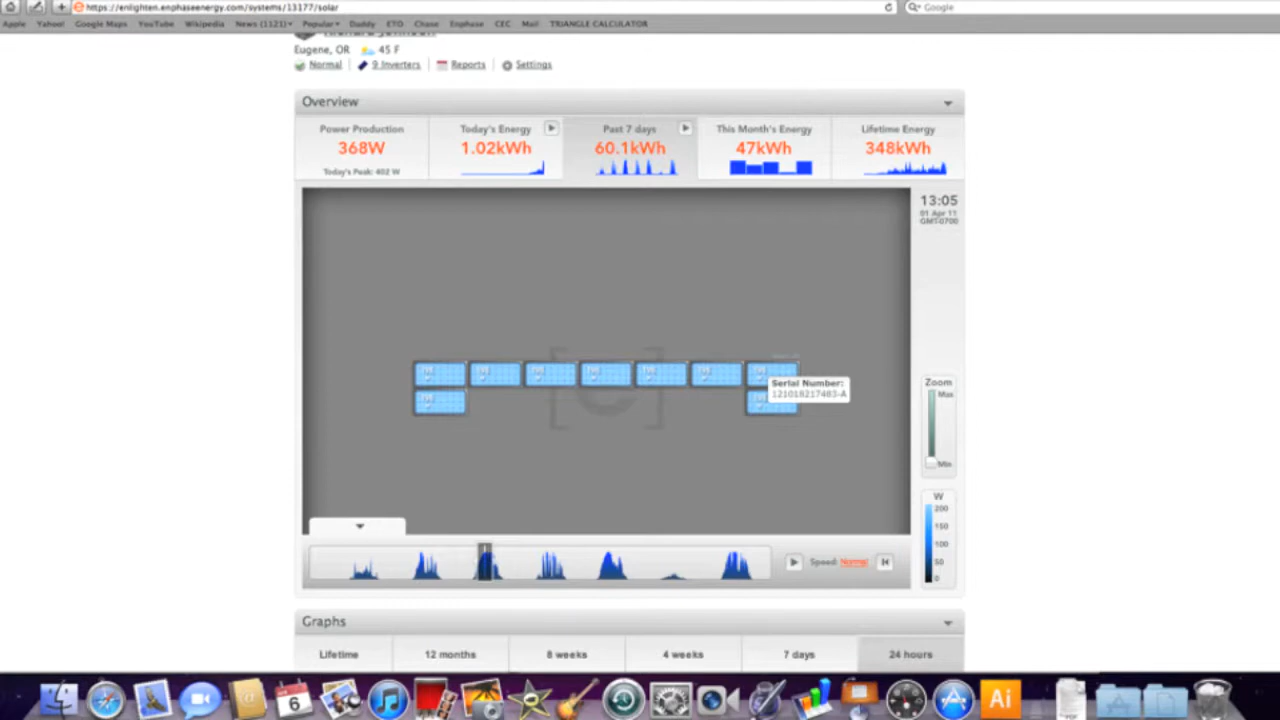 https://enlighten.enphaseenergy.com/systems/13177/solar
Google
Apple Yahoo! Google Maps YouTube Wikipedia News (1121) Popular Daddy ETO Chase Enphase CEC Mail TRIANGLE CALCULATOR
Eugene, OR 45 F
Normal 9 Inverters Reports Settings
Overview
Power Production Today's Energy Past 7 days This Month's Energy Lifetime Energy
368W 1.02kWh 60.1kWh 47kWh 348kWh
Today's Peak: 402 W
13:05
01 Apr 11
GMT-0700
Serial Number:
121018217483-A
Zoom
Max
Min
W
200
150
100
50
0
Speed: Normal
Graphs
Lifetime 12 months 8 weeks 4 weeks 7 days 24 hours
6
Ai